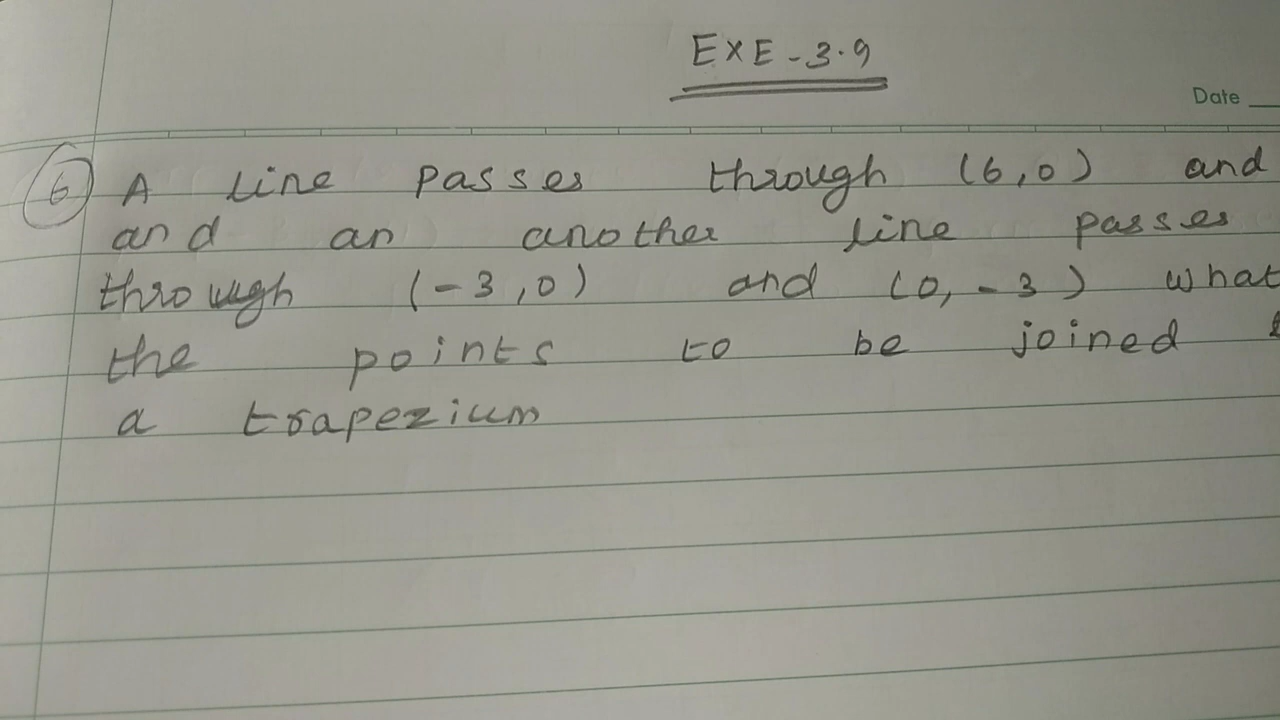 EXE - 3.9
Date
6 A line passes through (6,0) and
and an another line passes
through (-3,0) and (0,-3) what
the points to be joined
a trapezium